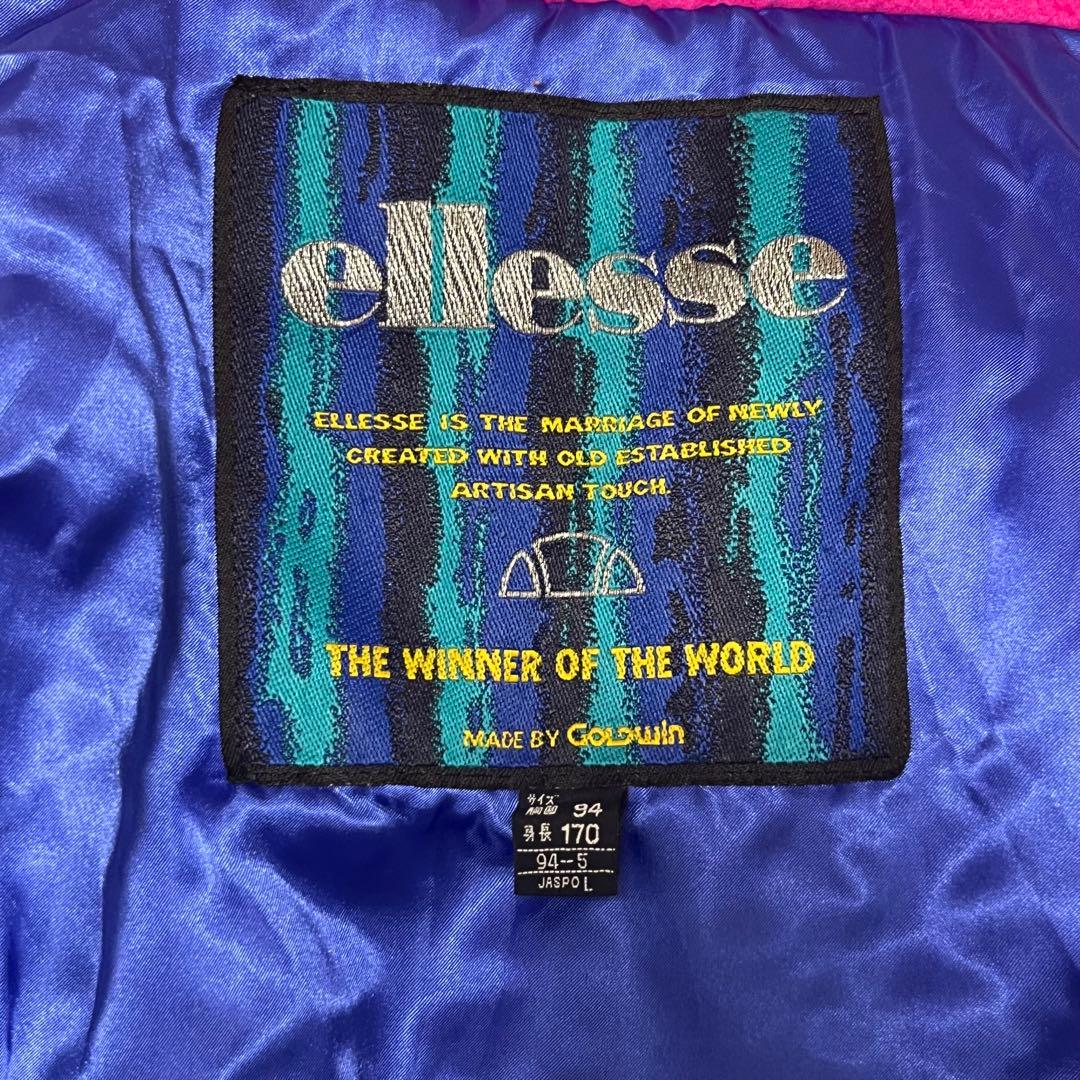 ellesse
ELLESSE IS THE MARRIAGE OF NEWLY
CREATED WITH OLD ESTABLISHED
ARTISAN TOUCH.
THE WINNER OF THE WORLD
MADE BY GOLDWIN
サイズ
胸囲 94
身長 170
94--5
JASPO L